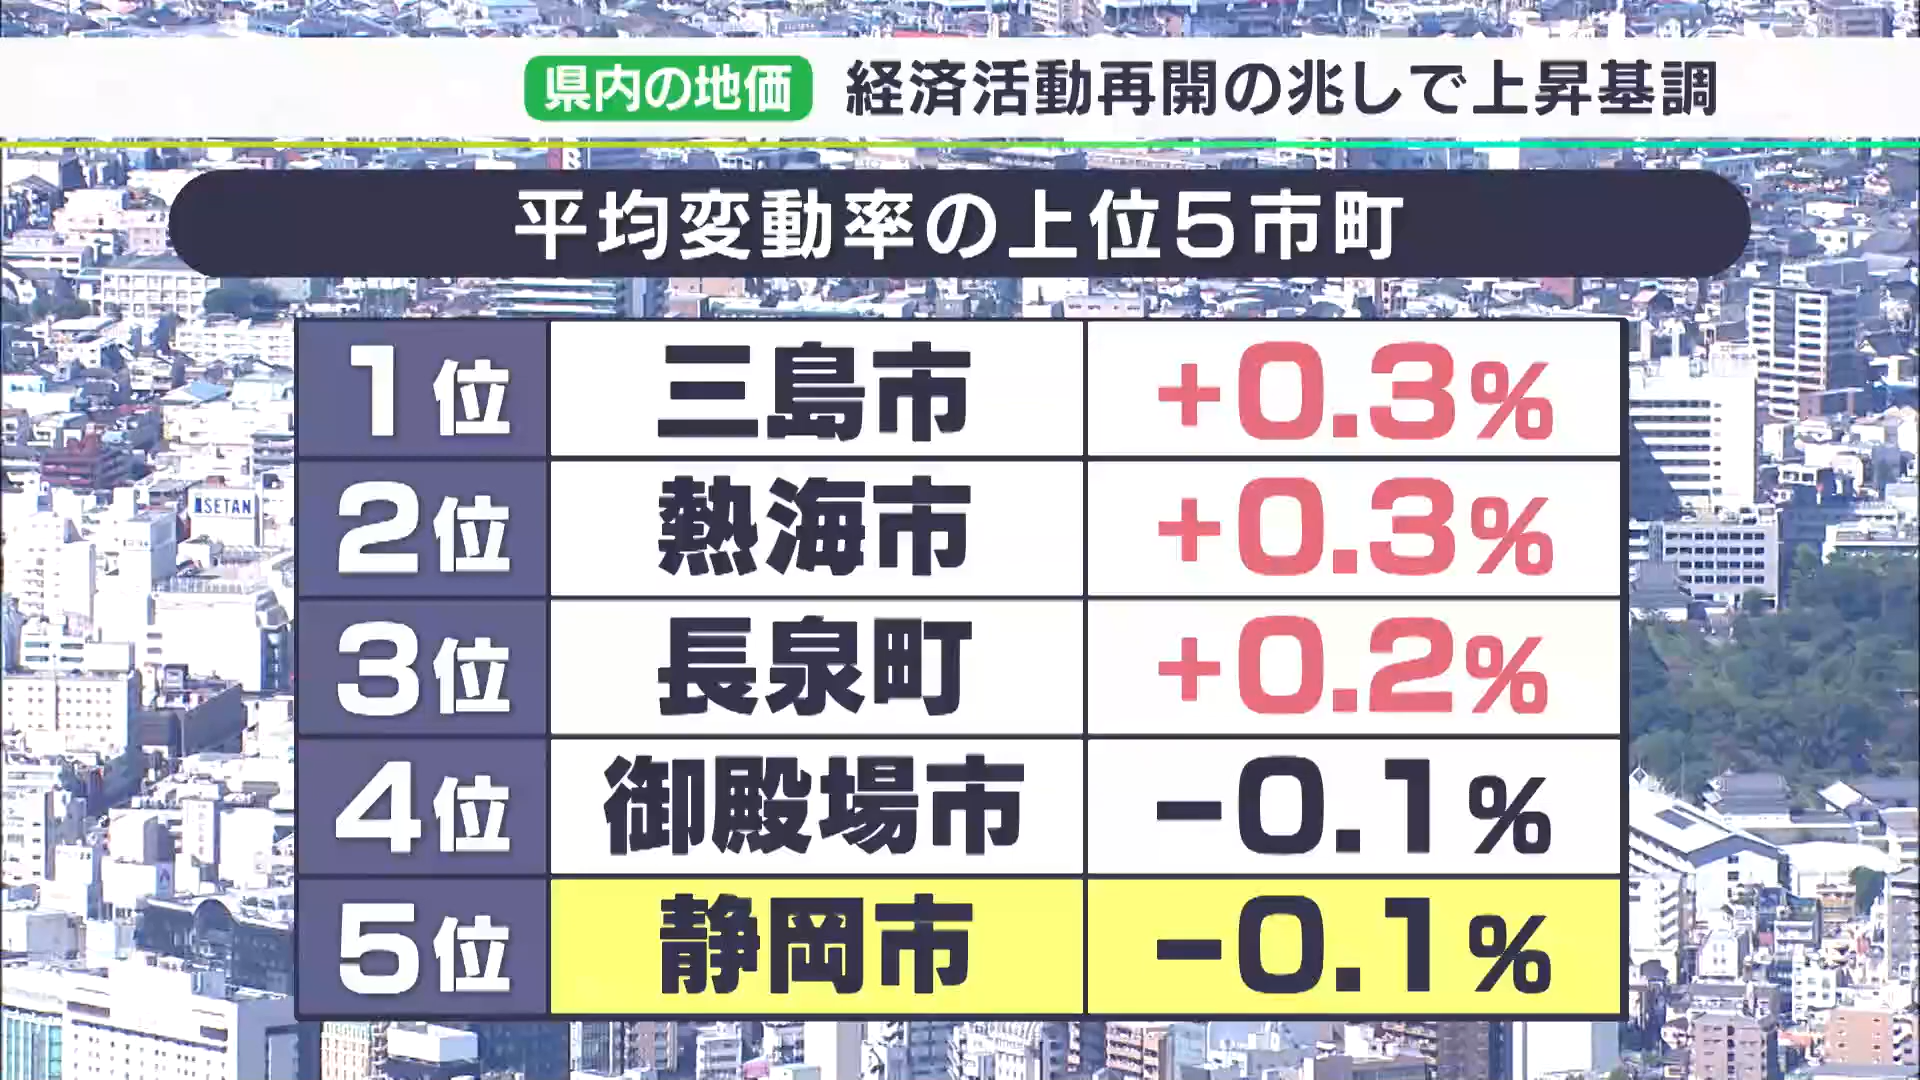 県内の地価 経済活動再開の兆しで上昇基調
平均変動率の上位5市町
1位 三島市 +0.3%
2位 熱海市 +0.3%
3位 長泉町 +0.2%
4位 御殿場市 -0.1%
5位 静岡市 -0.1%
ISETAN